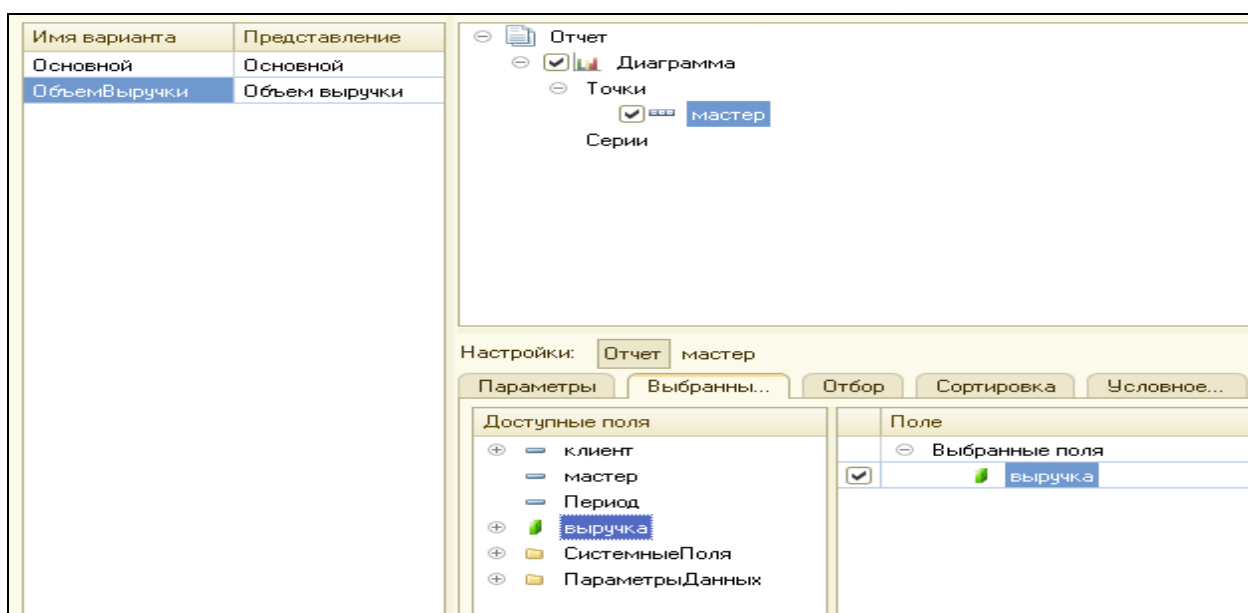 Имя варианта Представление
Основной Основной
ОбъемВыручки Объем выручки
Отчет
Диаграмма
Точки
мастер
Серии
Настройки: Отчет мастер
Параметры Выбранны... Отбор Сортировка Условное...
Доступные поля
клиент
мастер
Период
выручка
СистемныеПоля
ПараметрыДанных
Поле
Выбранные поля
выручка